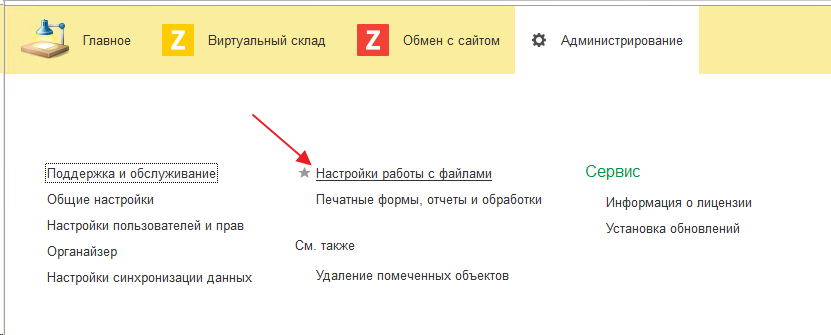 Главное
Z
Виртуальный склад
Z
Обмен с сайтом
Администрирование
Поддержка и обслуживание
Общие настройки
Настройки пользователей и прав
Органайзер
Настройки синхронизации данных
Настройки работы с файлами
Печатные формы, отчеты и обработки
См. также
Удаление помеченных объектов
Сервис
Информация о лицензии
Установка обновлений